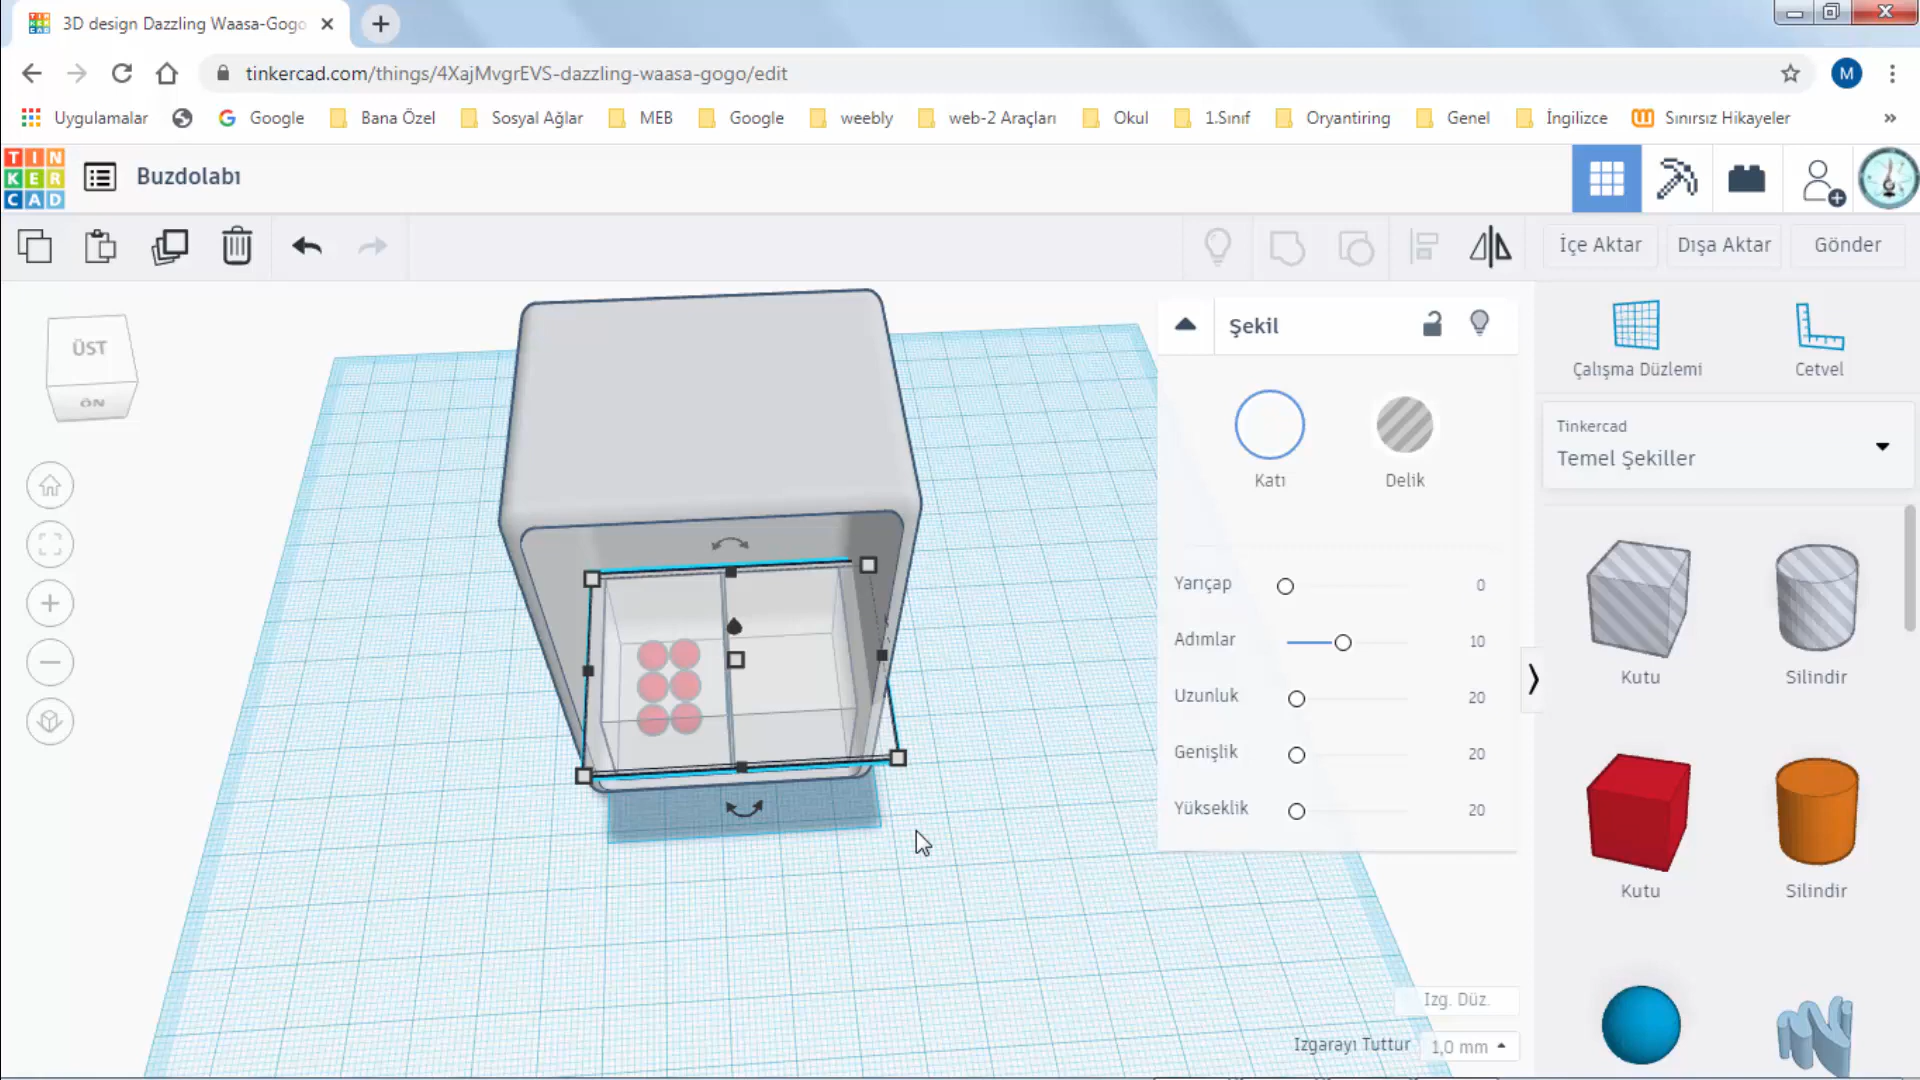 3D design Dazzling Waasa-Gogo
tinkercad.com/things/4XajMvgrEVS-dazzling-waasa-gogo/edit
M
Uygulamalar
Google
Bana Özel
Sosyal Ağlar
MEB
Google
weebly
web-2 Araçları
Okul
1.Sınıf
Oryantiring
Genel
İngilizce
Sınırsız Hikayeler
TIN
KER
CAD
Buzdolabı
İçe Aktar
Dışa Aktar
Gönder
ÜST
ÖN
Şekil
Katı
Delik
Yarıçap 0
Adımlar 10
Uzunluk 20
Genişlik 20
Yükseklik 20
Çalışma Düzlemi
Cetvel
Tinkercad
Temel Şekiller
Kutu
Silindir
Kutu
Silindir
Izg. Düz.
Izgarayı Tuttur 1,0 mm